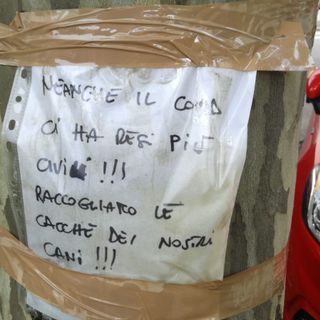 NEANCHE IL COVID
CI HA RESI PIÙ
CIVILI !!!
RACCOGLIAMO LE
CACCHE DEI NOSTRI
CANI !!!